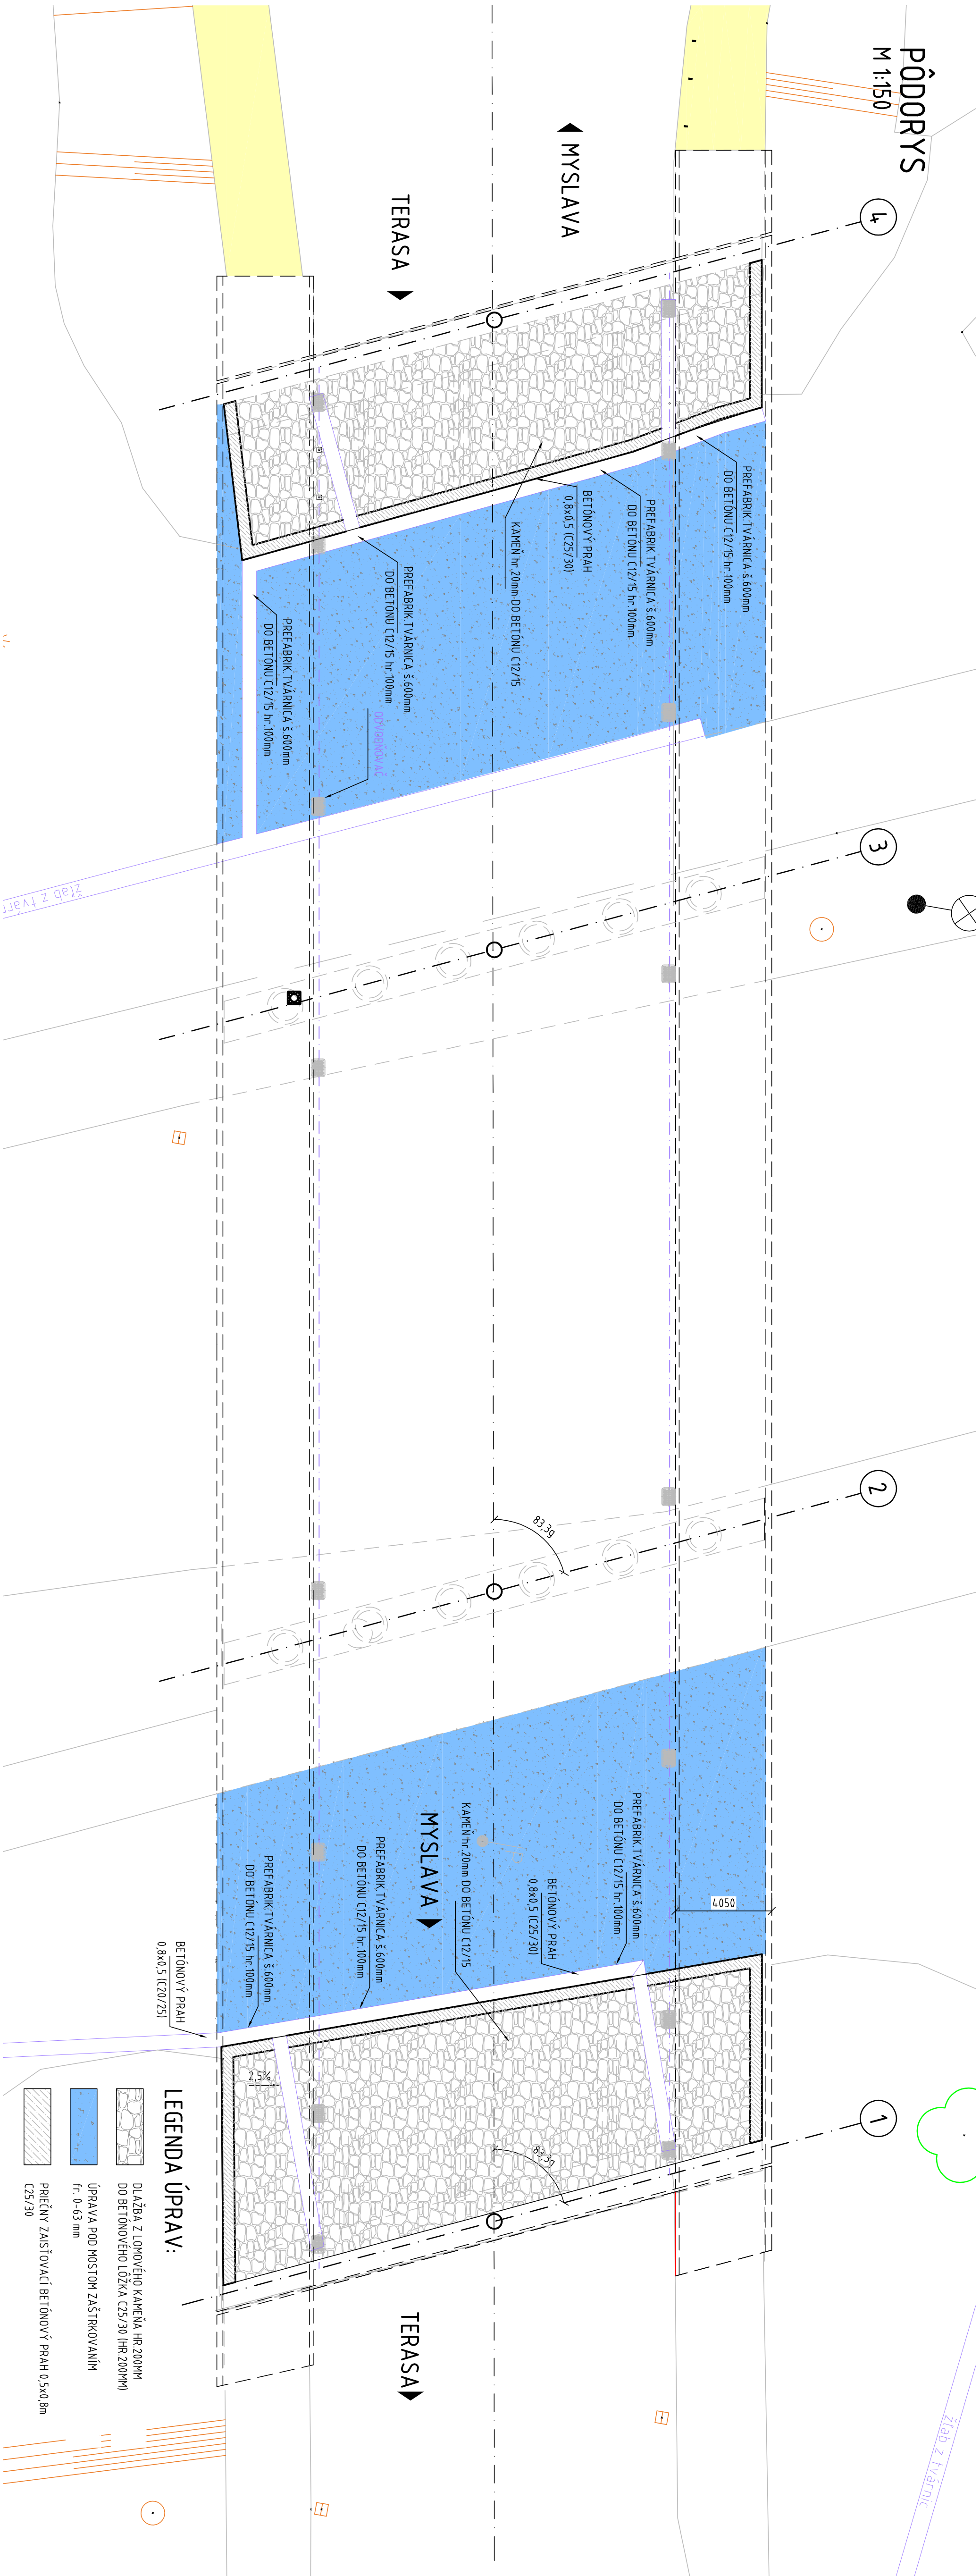 PÔDORYS
M 1:150
4
MYSLAVA
TERASA
PREFABRIK.TVÁRNICA š.600mm
DO BETÓNU C12/15 hr.100mm
PREFABRIK.TVÁRNICA š.600mm
DO BETÓNU C12/15 hr.100mm
BETÓNOVÝ PRAH
0,8x0,5 (C25/30)
KAMEŇ hr.20mm DO BETÓNU C12/15
PREFABRIK.TVÁRNICA š.600mm
DO BETÓNU C12/15 hr.100mm
ODVODŇOVAČ
PREFABRIK.TVÁRNICA š.600mm
DO BETÓNU C12/15 hr.100mm
žľab z tvárn
3
2
83,3g
4050
PREFABRIK.TVÁRNICA š.600mm
DO BETÓNU C12/15 hr.100mm
BETÓNOVÝ PRAH
0,8x0,5 (C25/30)
KAMEŇ hr.20mm DO BETÓNU C12/15
MYSLAVA
PREFABRIK.TVÁRNICA š.600mm
DO BETÓNU C12/15 hr.100mm
PREFABRIK.TVÁRNICA š.600mm
DO BETÓNU C12/15 hr.100mm
BETÓNOVÝ PRAH
0,8x0,5 (C20/25)
2,5%
83,3g
1
TERASA
žľab z tvárnic
LEGENDA ÚPRAV:
DLAŽBA Z LOMOVÉHO KAMEŇA HR.200MM
DO BETÓNOVÉHO LÔŽKA C25/30 (HR.200MM)
ÚPRAVA POD MOSTOM ZAŠTRKOVANÍM
fr. 0-63 mm
PRIEČNY ZAISŤOVACÍ BETÓNOVÝ PRAH 0,5x0,8m
C25/30